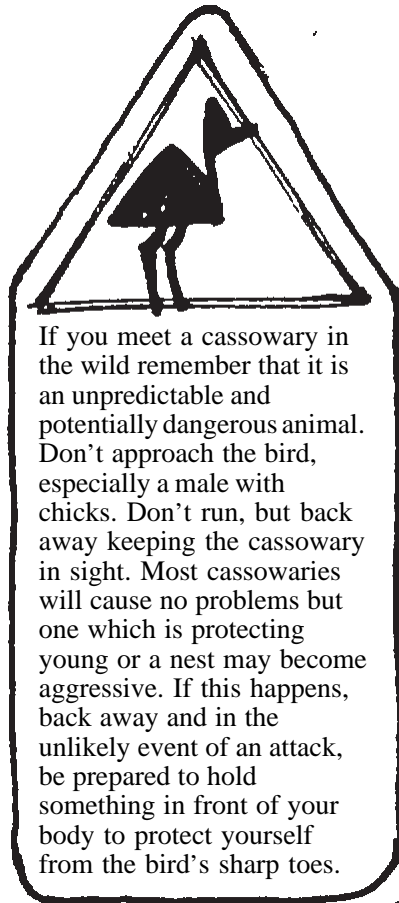 If you meet a cassowary in
the wild remember that it is
an unpredictable and
potentially dangerous animal.
Don't approach the bird,
especially a male with
chicks. Don't run, but back
away keeping the cassowary
in sight. Most cassowaries
will cause no problems but
one which is protecting
young or a nest may become
aggressive. If this happens,
back away and in the
unlikely event of an attack,
be prepared to hold
something in front of your
body to protect yourself
from the bird's sharp toes.